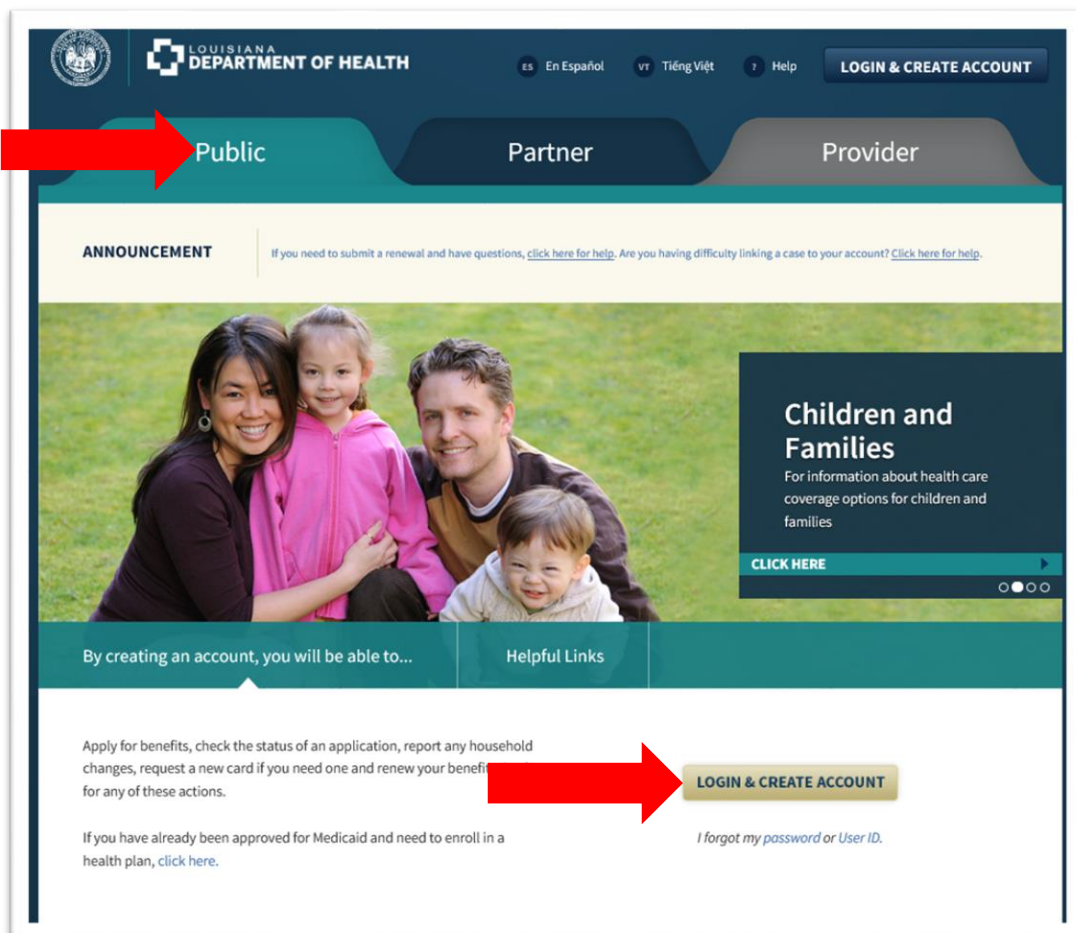 LOUISIANA
DEPARTMENT OF HEALTH
ES En Español
VT Tiếng Việt
? Help
LOGIN & CREATE ACCOUNT
Public
Partner
Provider
ANNOUNCEMENT
If you need to submit a renewal and have questions, click here for help. Are you having difficulty linking a case to your account? Click here for help.
Children and
Families
For information about health care
coverage options for children and
families
CLICK HERE
By creating an account, you will be able to...
Helpful Links
Apply for benefits, check the status of an application, report any household
changes, request a new card if you need one and renew your
for any of these actions.
If you have already been approved for Medicaid and need to enroll in a
health plan, click here.
LOGIN & CREATE ACCOUNT
I forgot my password or User ID.